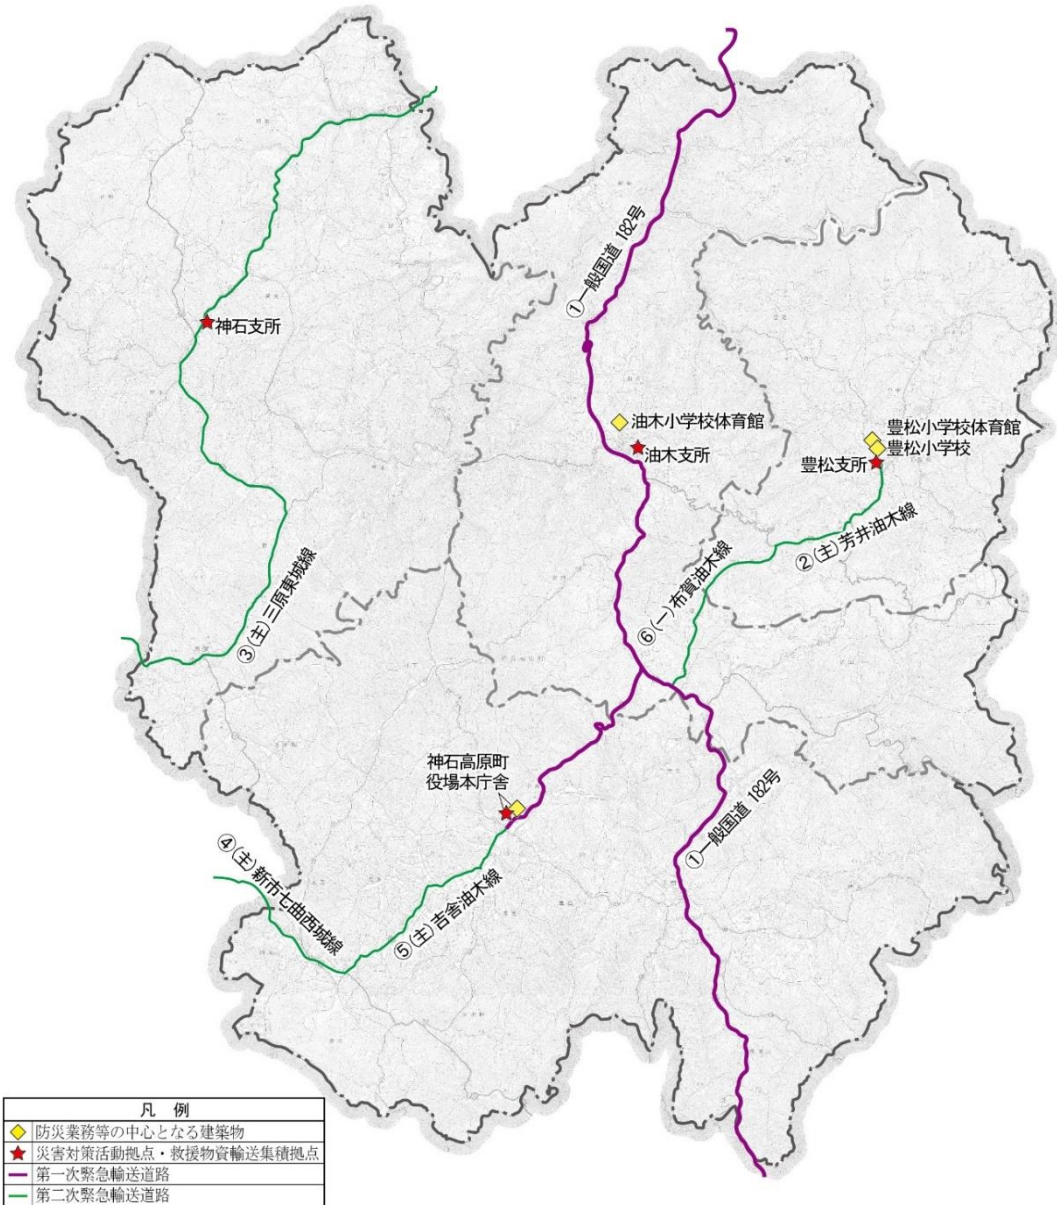 ①一般国道 182号
神石支所
油木小学校体育館
油木支所
豊松小学校体育館
豊松小学校
豊松支所
②(主)芳井油木線
⑥(一)布賀油木線
③(主)三原東城線
神石高原町
役場本庁舎
①一般国道 182号
④(主)新市七曲西城線
⑤(主)吉舎油木線
凡 例
防災業務等の中心となる建築物
災害対策活動拠点・救援物資輸送集積拠点
第一次緊急輸送道路
第二次緊急輸送道路